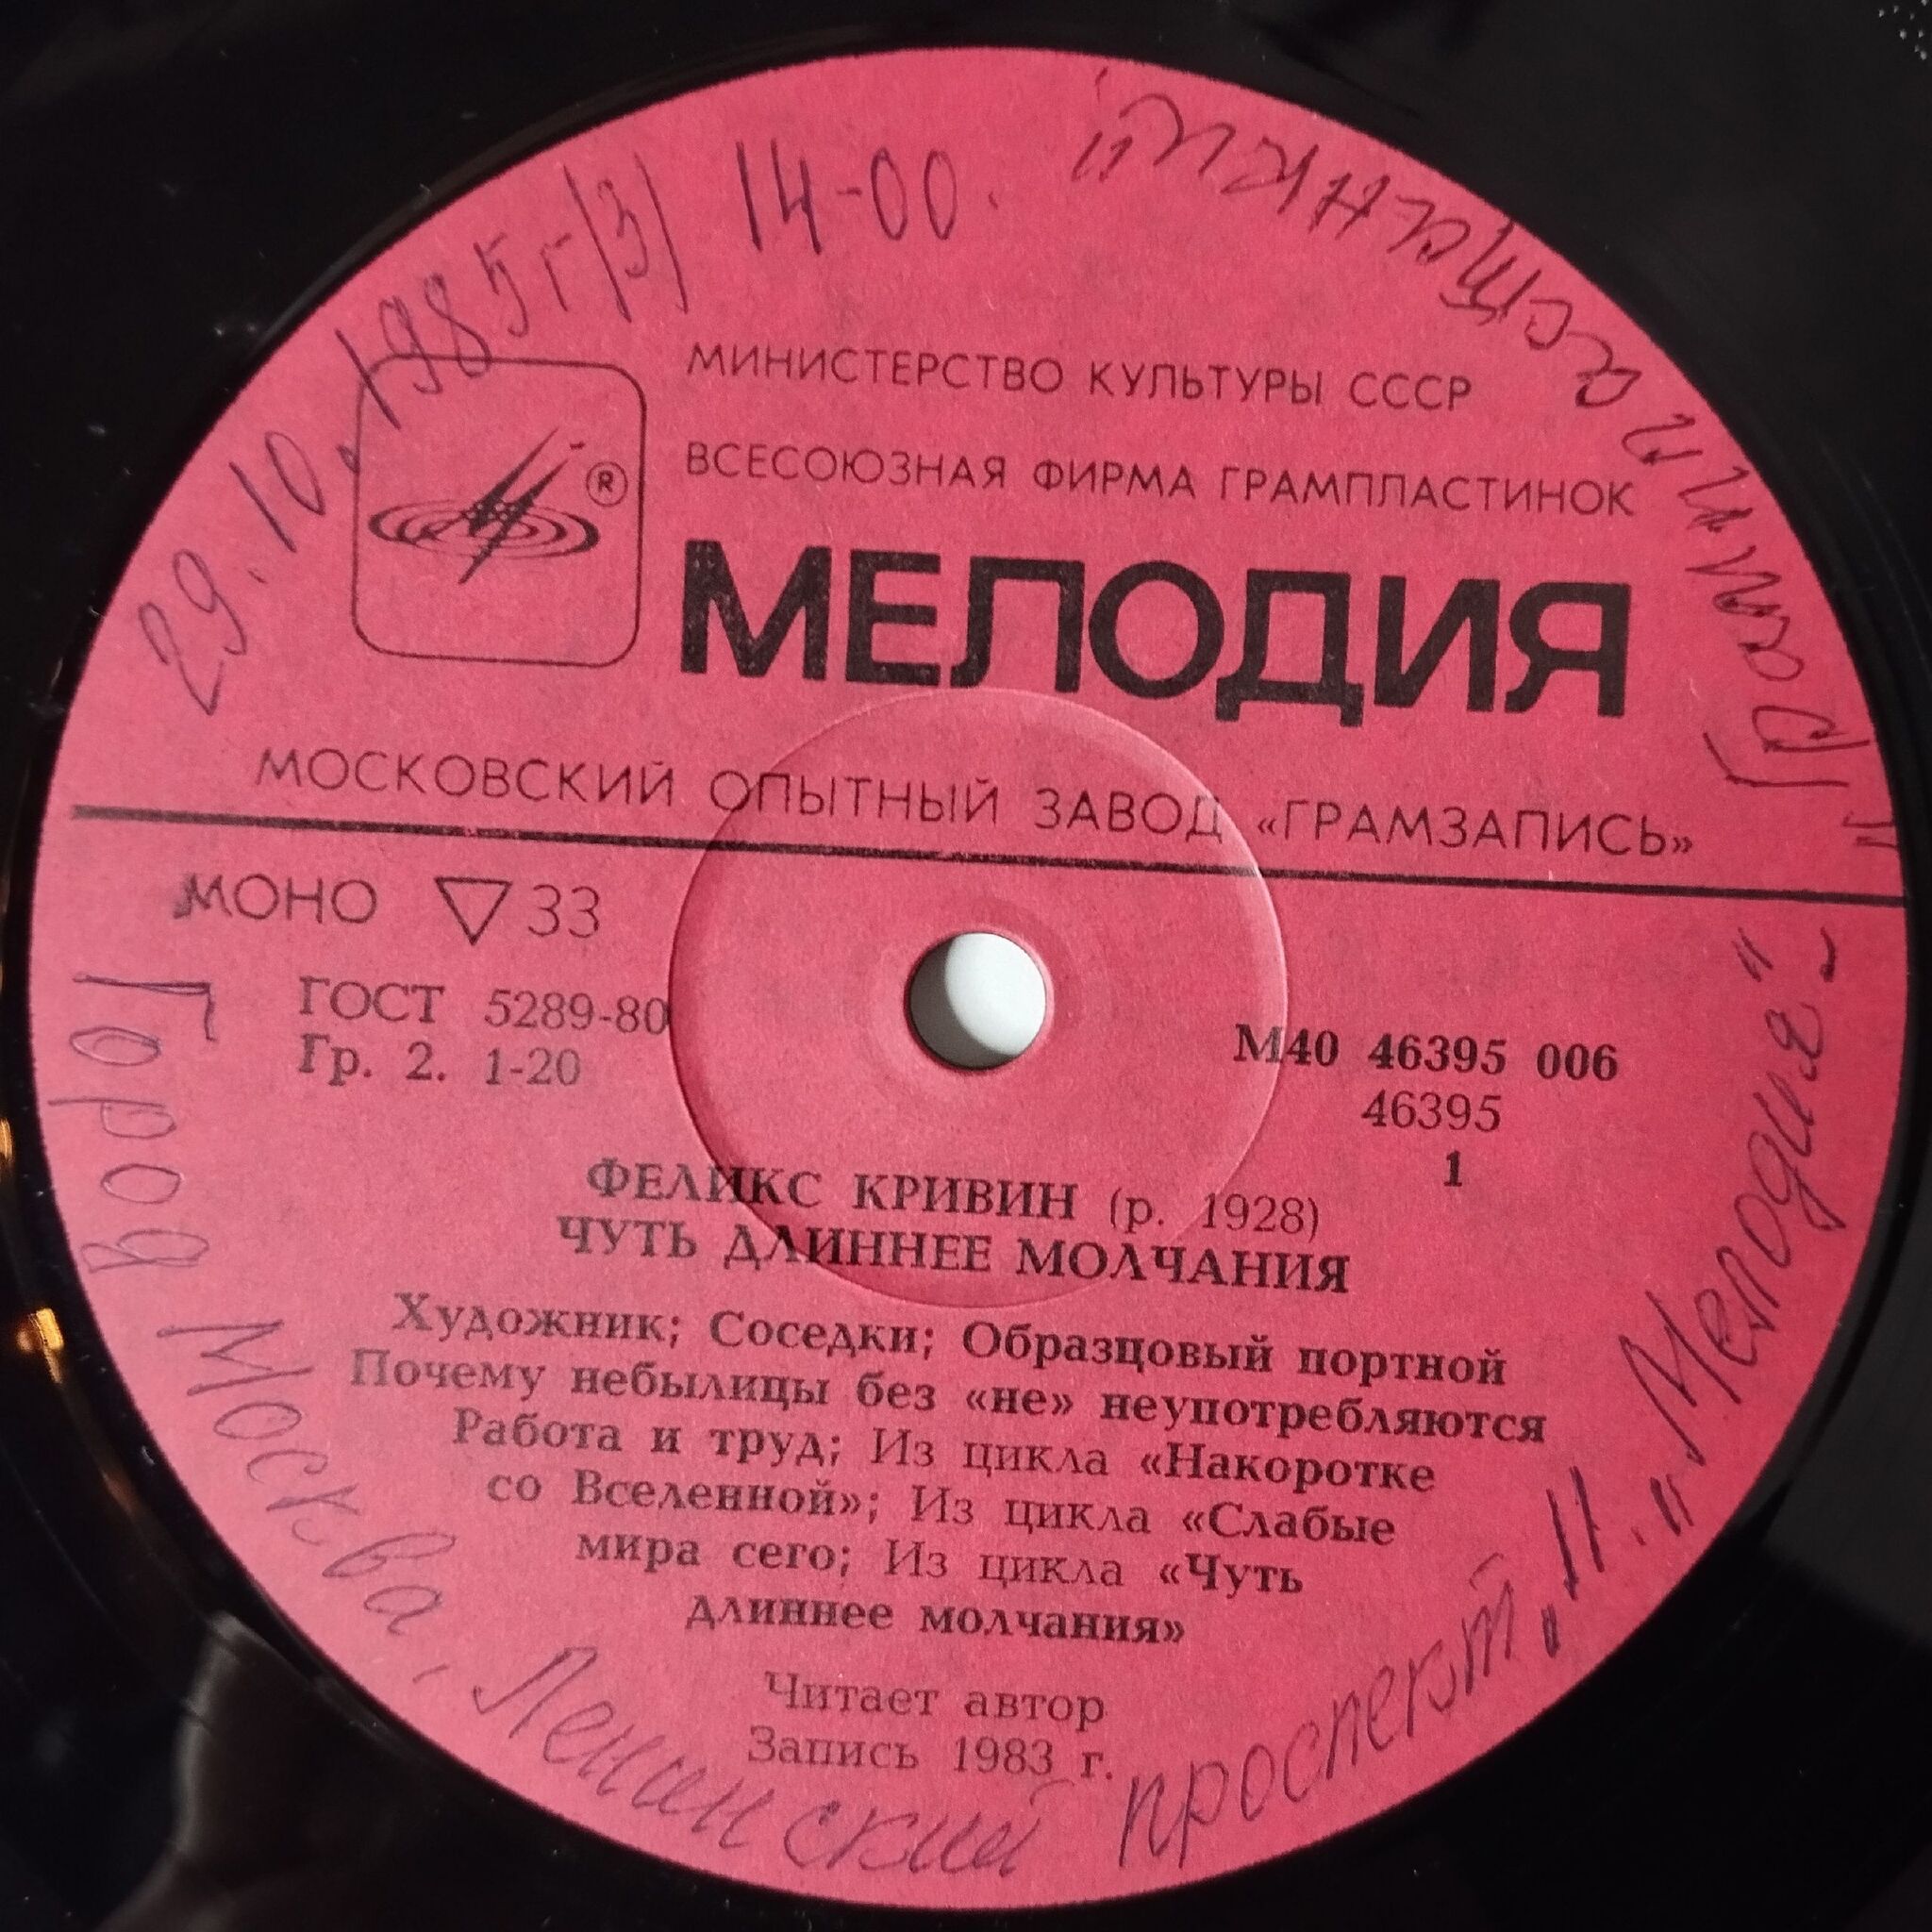 29.10.1985г (3) 14-00.
МИНИСТЕРСТВО КУЛЬТУРЫ СССР
ВСЕСОЮЗНАЯ ФИРМА ГРАМПЛАСТИНОК
®
МЕЛОДИЯ
МОСКОВСКИЙ ОПЫТНЫЙ ЗАВОД «ГРАМЗАПИСЬ»
МОНО ▽ 33
ГОСТ 5289-80
Гр. 2. 1-20
М40 46395 006
46395
1
ФЕЛИКС КРИВИН (р. 1928)
ЧУТЬ ДЛИННЕЕ МОЛЧАНИЯ
Художник; Соседки; Образцовый портной
Почему небылицы без «не» неупотребляются
Работа и труд; Из цикла «Накоротке
со Вселенной»; Из цикла «Слабые
мира сего; Из цикла «Чуть
длиннее молчания»
Читает автор
Запись 1983 г.
Город Москва, Ленинский проспект, 11. "Мелодия" -
"Грампластинки"